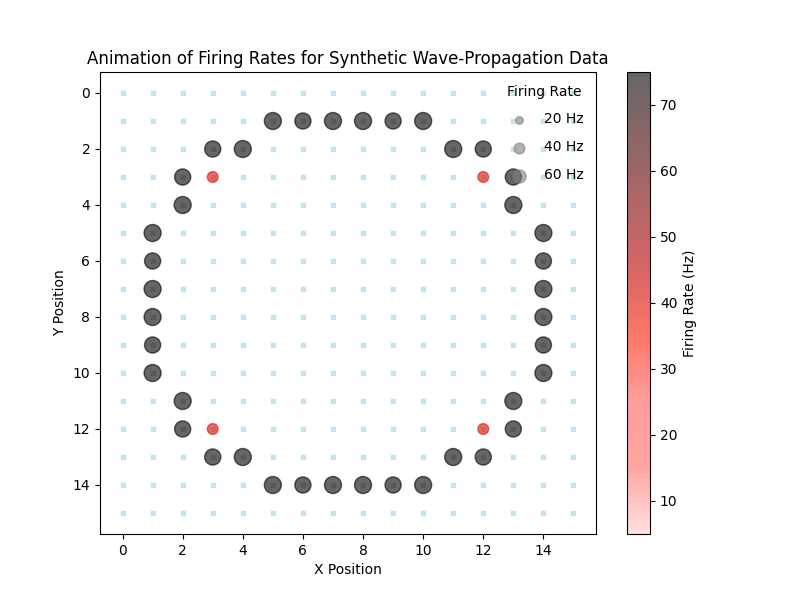 Animation of Firing Rates for Synthetic Wave-Propagation Data
Firing Rate
20 Hz
40 Hz
60 Hz
0
2
4
6
8
10
12
14
Y Position
0 2 4 6 8 10 12 14
X Position
70
60
50
40
30
20
10
Firing Rate (Hz)